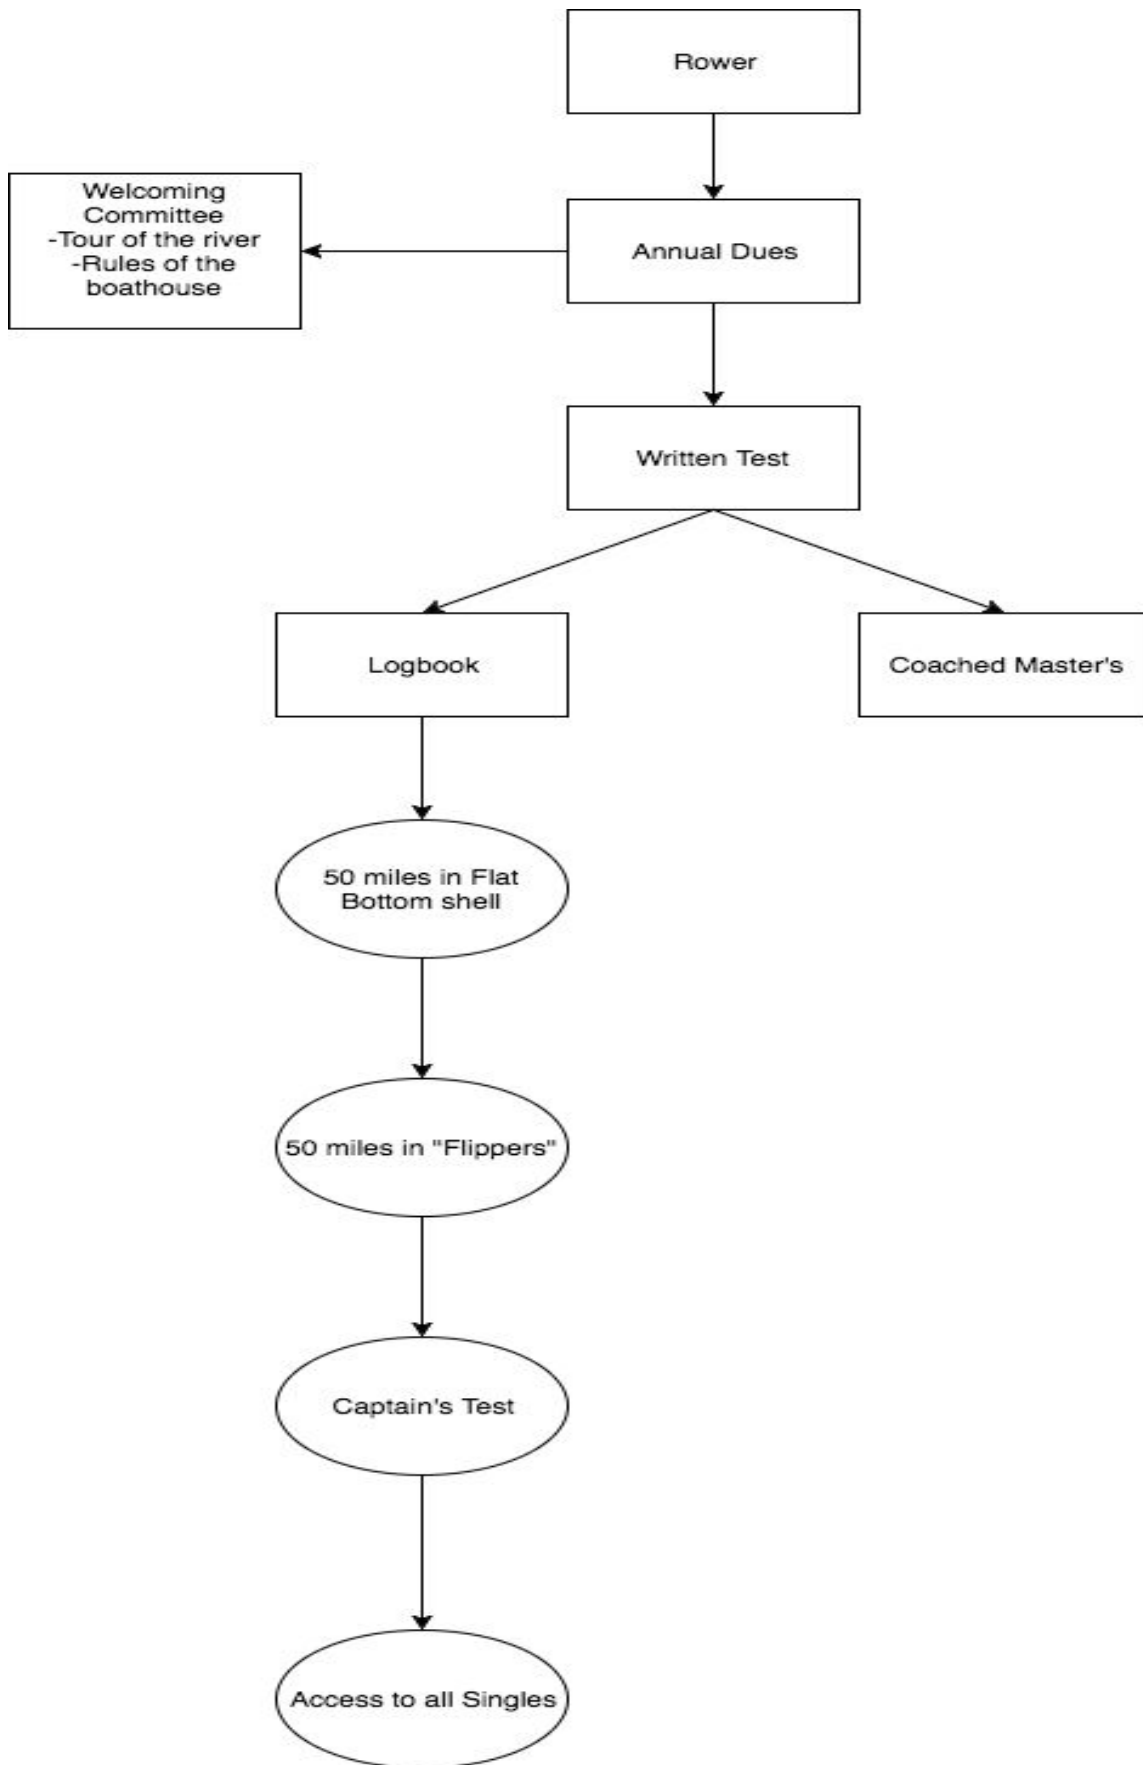 Rower
Welcoming
Committee
-Tour of the river
-Rules of the
boathouse
Annual Dues
Written Test
Logbook
Coached Master's
50 miles in Flat
Bottom shell
50 miles in "Flippers"
Captain's Test
Access to all Singles